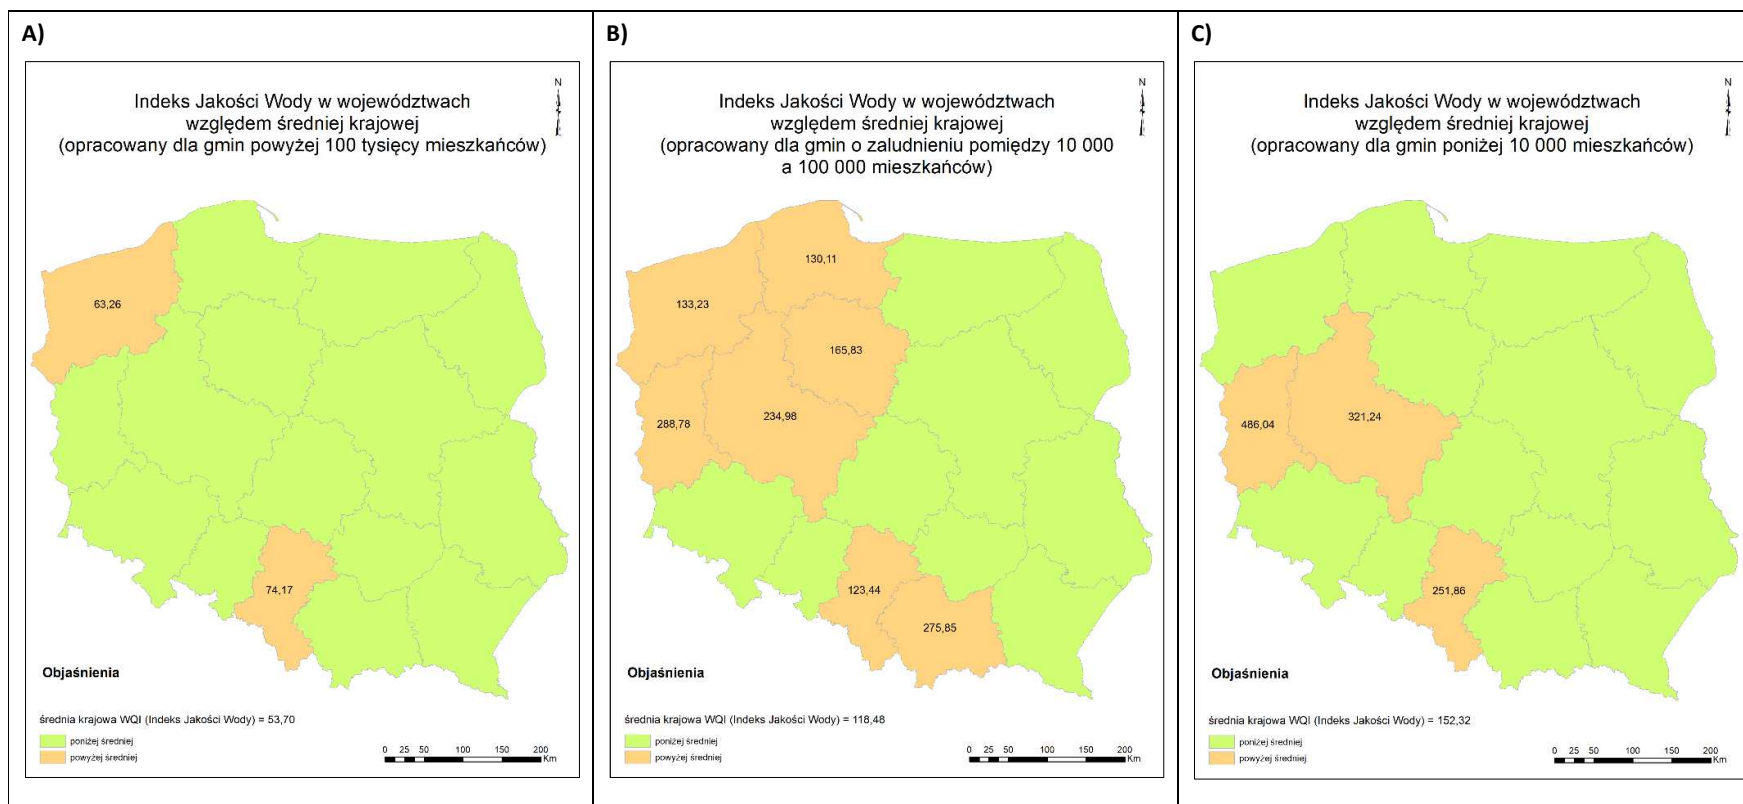 A)
N
Indeks Jakości Wody w województwach
względem średniej krajowej
(opracowany dla gmin powyżej 100 tysięcy mieszkańców)
63,26
74,17
Objaśnienia
średnia krajowa WQI (Indeks Jakości Wody) = 53,70
poniżej średniej
powyżej średniej
0 25 50 100 150 200
Km
B)
N
Indeks Jakości Wody w województwach
względem średniej krajowej
(opracowany dla gmin o zaludnieniu pomiędzy 10 000
a 100 000 mieszkańców)
130,11
133,23
165,83
288,78
234,98
123,44
275,85
Objaśnienia
średnia krajowa WQI (Indeks Jakości Wody) = 118,48
poniżej średniej
powyżej średniej
0 25 50 100 150 200
Km
C)
N
Indeks Jakości Wody w województwach
względem średniej krajowej
(opracowany dla gmin poniżej 10 000 mieszkańców)
486,04
321,24
251,86
Objaśnienia
średnia krajowa WQI (Indeks Jakości Wody) = 152,32
poniżej średniej
powyżej średniej
0 25 50 100 150 200
Km